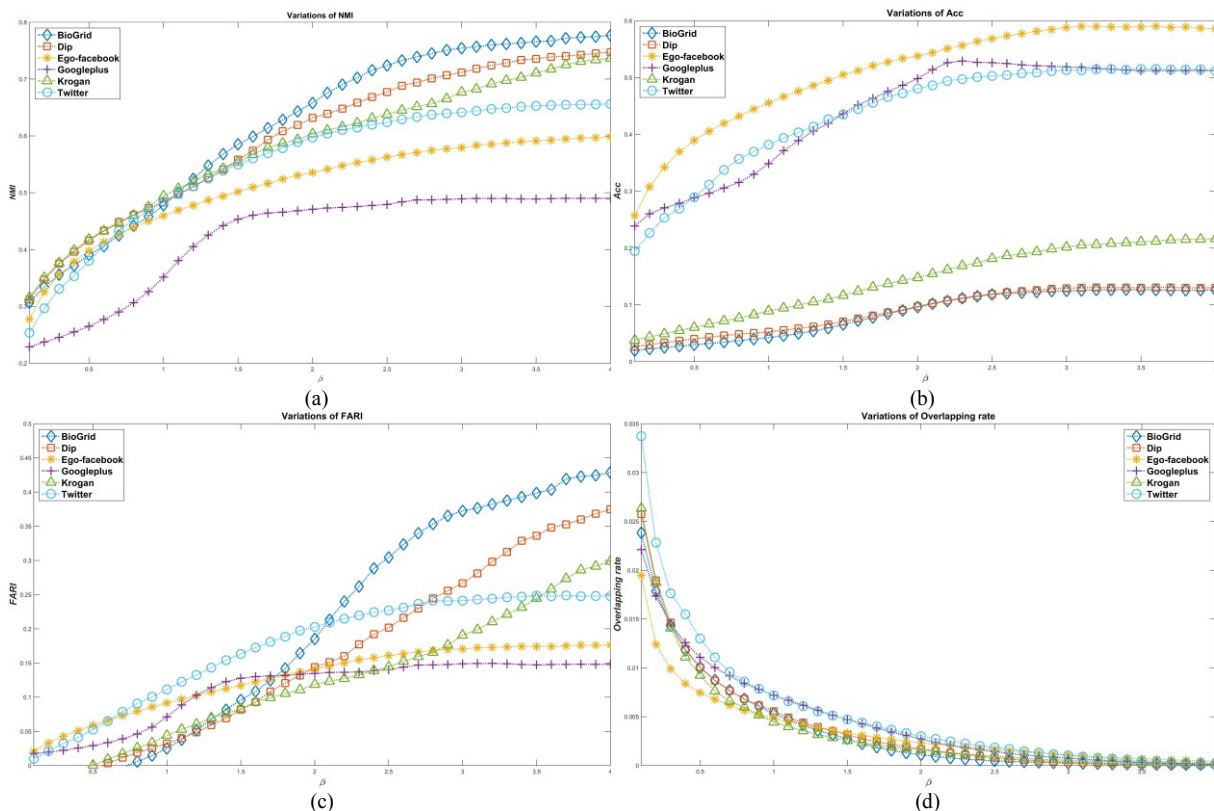 Variations of NMI
BioGrid
Dip
Ego-facebook
Googleplus
Krogan
Twitter
NMI
0.8
0.7
0.6
0.5
0.4
0.3
0.2
0.5 1 1.5 2 2.5 3 3.5 4
β
(a)
Variations of Acc
BioGrid
Dip
Ego-facebook
Googleplus
Krogan
Twitter
Acc
0.6
0.5
0.4
0.3
0.2
0.1
0
0.5 1 1.5 2 2.5 3 3.5
β
(b)
Variations of FARI
BioGrid
Dip
Ego-facebook
Googleplus
Krogan
Twitter
FARI
0.5
0.45
0.4
0.35
0.3
0.25
0.2
0.15
0.1
0.05
0
0.5 1 1.5 2 2.5 3 3.5 4
β
(c)
Variations of Overlapping rate
BioGrid
Dip
Ego-facebook
Googleplus
Krogan
Twitter
Overlapping rate
0.035
0.03
0.025
0.02
0.015
0.01
0.005
0
0.5 1 1.5 2 2.5 3 3.5
β
(d)